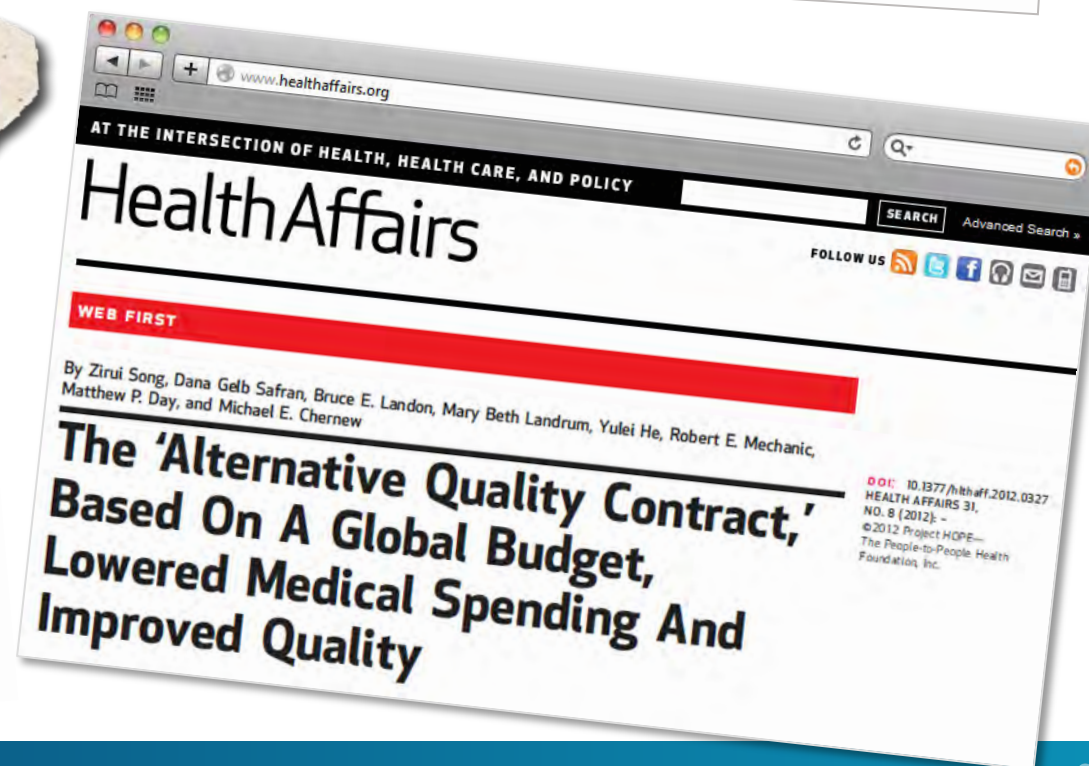 www.healthaffairs.org
AT THE INTERSECTION OF HEALTH, HEALTH CARE, AND POLICY
SEARCH Advanced Search »
HealthAffairs
FOLLOW US
WEB FIRST
By Zirui Song, Dana Gelb Safran, Bruce E. Landon, Mary Beth Landrum, Yulei He, Robert E. Mechanic,
Matthew P. Day, and Michael E. Chernew
The ‘Alternative Quality Contract,’
Based On A Global Budget,
Lowered Medical Spending And
Improved Quality
DOI: 10.1377/hlthaff.2012.0327
HEALTH AFFAIRS 31,
NO. 8 (2012): –
©2012 Project HOPE—
The People-to-People Health
Foundation, Inc.